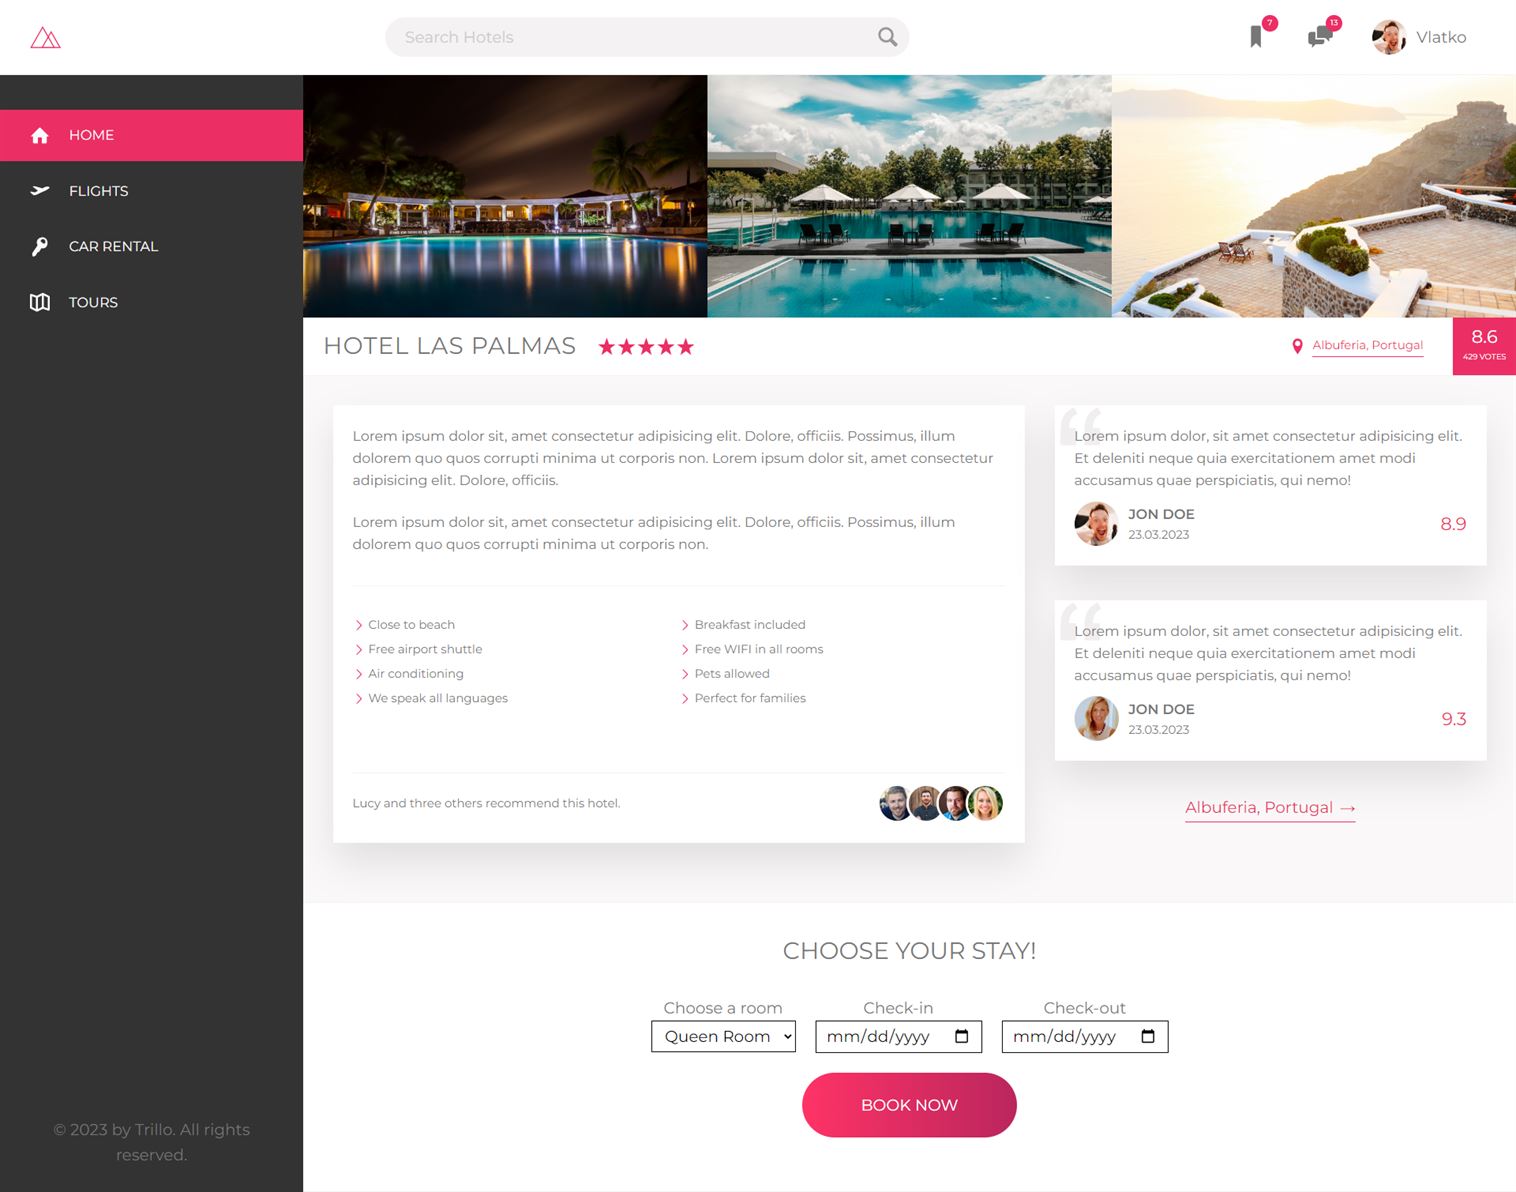 Search Hotels
7
13
Vlatko
HOME
FLIGHTS
CAR RENTAL
TOURS
HOTEL LAS PALMAS
Albuferia, Portugal
8.6
429 VOTES
Lorem ipsum dolor sit, amet consectetur adipisicing elit. Dolore, officiis. Possimus, illum
dolorem quo quos corrupti minima ut corporis non. Lorem ipsum dolor sit, amet consectetur
adipisicing elit. Dolore, officiis.
Lorem ipsum dolor sit, amet consectetur adipisicing elit. Dolore, officiis. Possimus, illum
dolorem quo quos corrupti minima ut corporis non.
Close to beach
Free airport shuttle
Air conditioning
We speak all languages
Breakfast included
Free WIFI in all rooms
Pets allowed
Perfect for families
Lucy and three others recommend this hotel.
“
Lorem ipsum dolor, sit amet consectetur adipisicing elit.
Et deleniti neque quia exercitationem amet modi
accusamus quae perspiciatis, qui nemo!
JON DOE
23.03.2023
8.9
“
Lorem ipsum dolor, sit amet consectetur adipisicing elit.
Et deleniti neque quia exercitationem amet modi
accusamus quae perspiciatis, qui nemo!
JON DOE
23.03.2023
9.3
Albuferia, Portugal →
CHOOSE YOUR STAY!
Choose a room
Queen Room
Check-in
mm/dd/yyyy
Check-out
mm/dd/yyyy
BOOK NOW
© 2023 by Trillo. All rights
reserved.